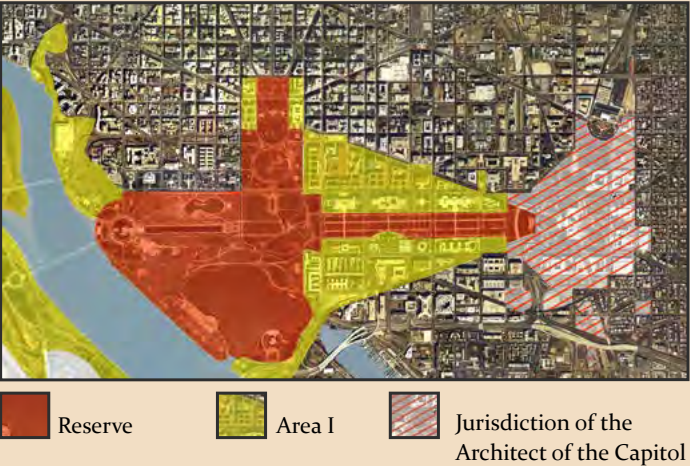 Reserve
Area I
Jurisdiction of the
Architect of the Capitol